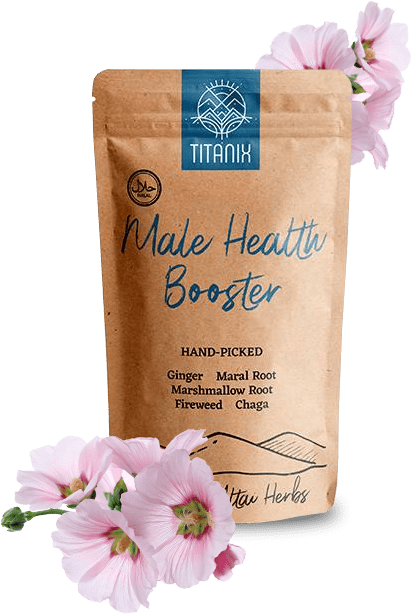 TITANIX
حلال
HALAL
Male Health
Booster
HAND-PICKED
Ginger Maral Root
Marshmallow Root
Fireweed Chaga
Altai Herbs